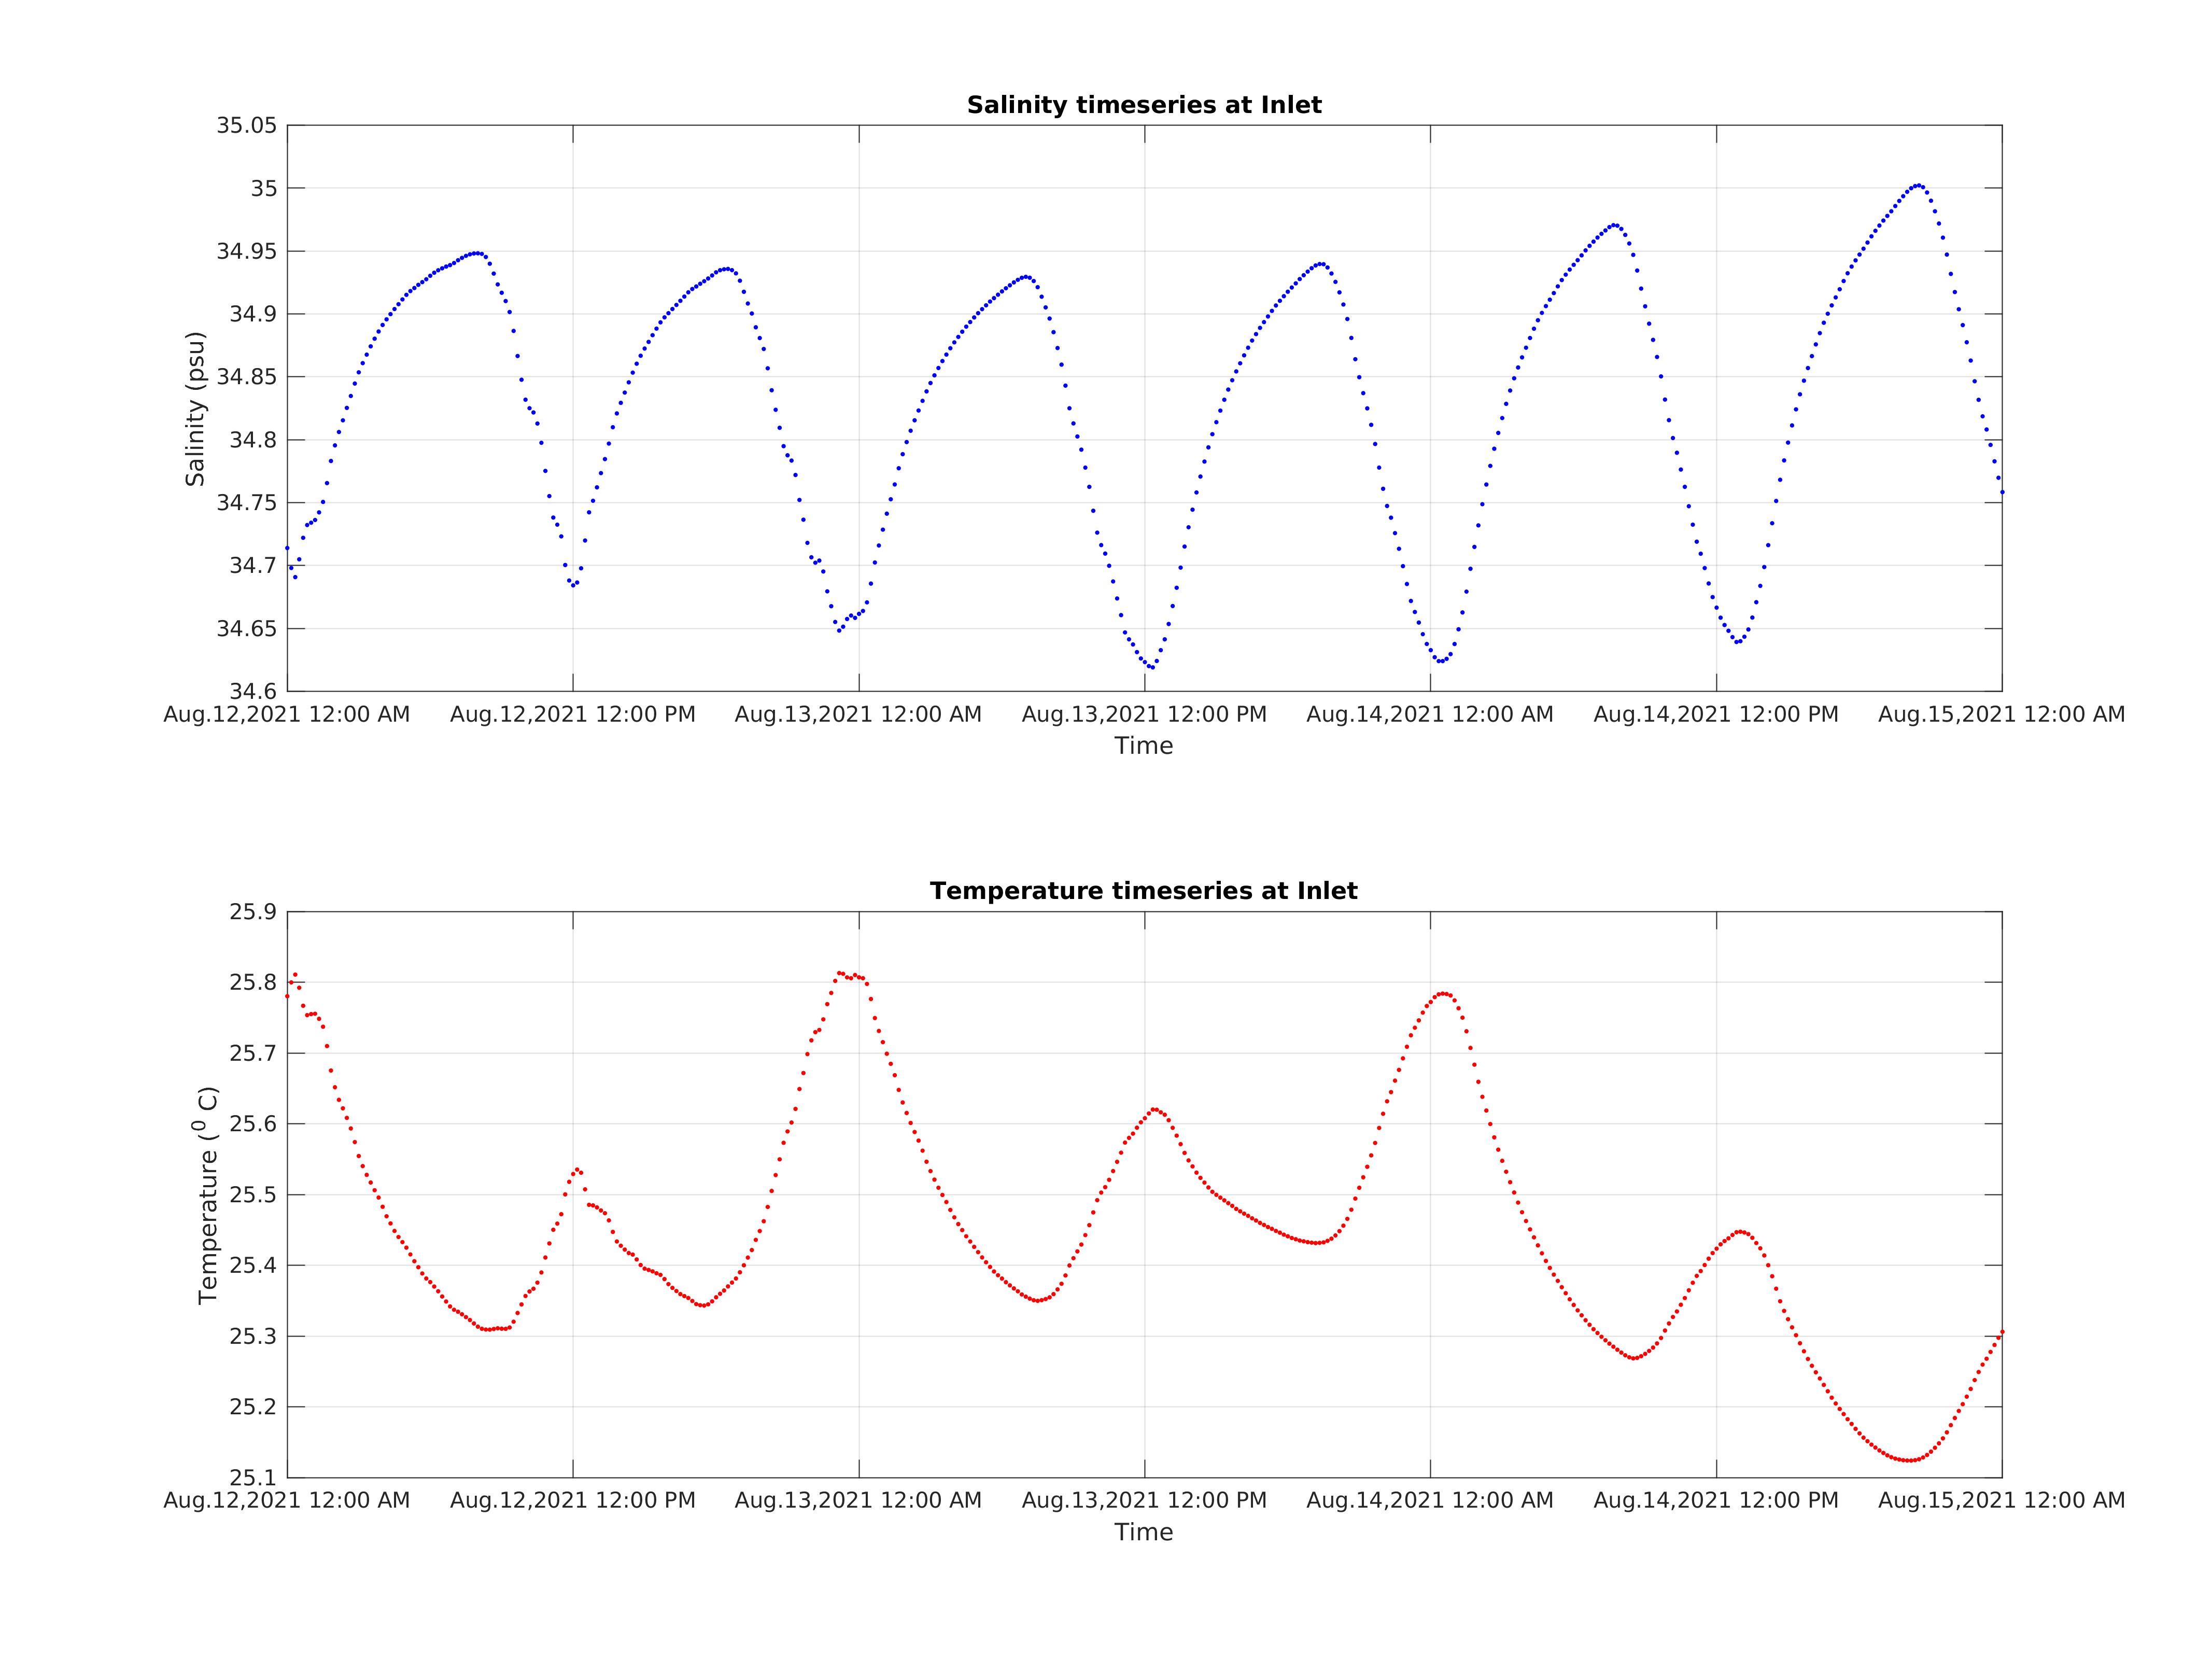 Salinity timeseries at Inlet
35.05
35
34.95
34.9
34.85
34.8
34.75
34.7
34.65
34.6
Salinity (psu)
Aug.12,2021 12:00 AM Aug.12,2021 12:00 PM Aug.13,2021 12:00 AM Aug.13,2021 12:00 PM Aug.14,2021 12:00 AM Aug.14,2021 12:00 PM Aug.15,2021 12:00 AM
Time
Temperature timeseries at Inlet
25.9
25.8
25.7
25.6
25.5
25.4
25.3
25.2
25.1
Temperature (⁰ C)
Aug.12,2021 12:00 AM Aug.12,2021 12:00 PM Aug.13,2021 12:00 AM Aug.13,2021 12:00 PM Aug.14,2021 12:00 AM Aug.14,2021 12:00 PM Aug.15,2021 12:00 AM
Time